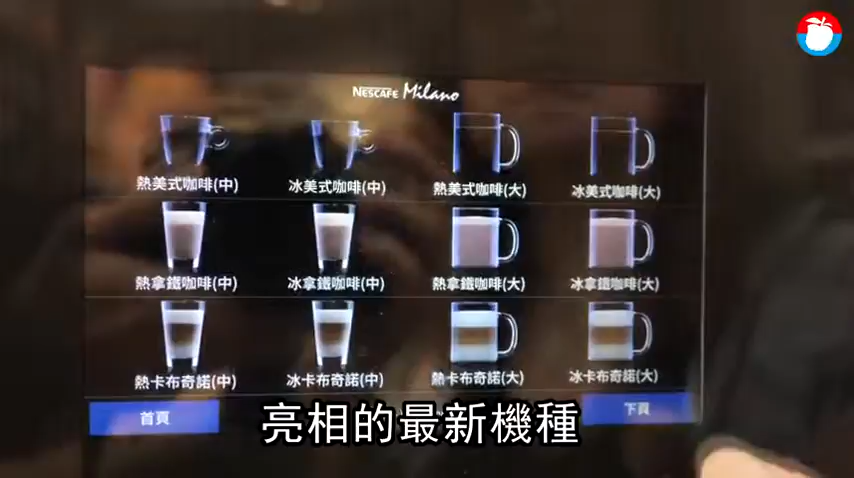 NESCAFÉ Milano
熱美式咖啡(中) 冰美式咖啡(中) 熱美式咖啡(大) 冰美式咖啡(大)
熱拿鐵咖啡(中) 冰拿鐵咖啡(中) 熱拿鐵咖啡(大) 冰拿鐵咖啡(大)
熱卡布奇諾(中) 冰卡布奇諾(中) 熱卡布奇諾(大) 冰卡布奇諾(大)
首頁 下頁
亮相的最新機種